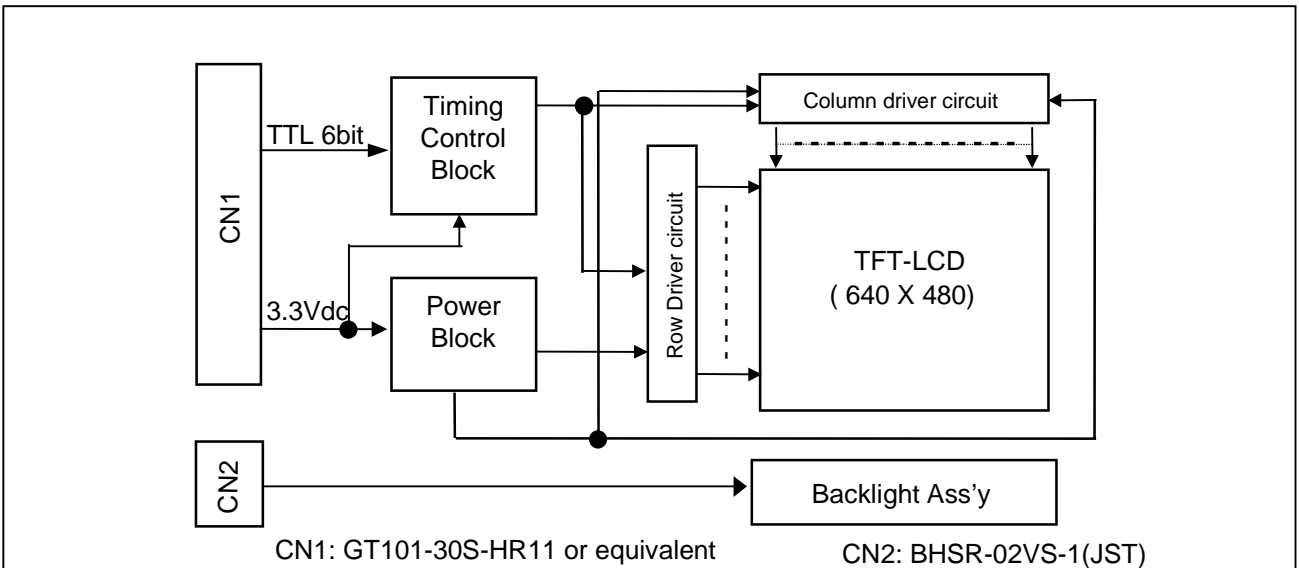 CN1
TTL 6bit
3.3Vdc
Timing
Control
Block
Power
Block
Row Driver circuit
Column driver circuit
TFT-LCD
( 640 X 480)
CN2
Backlight Ass’y
CN1: GT101-30S-HR11 or equivalent
CN2: BHSR-02VS-1(JST)